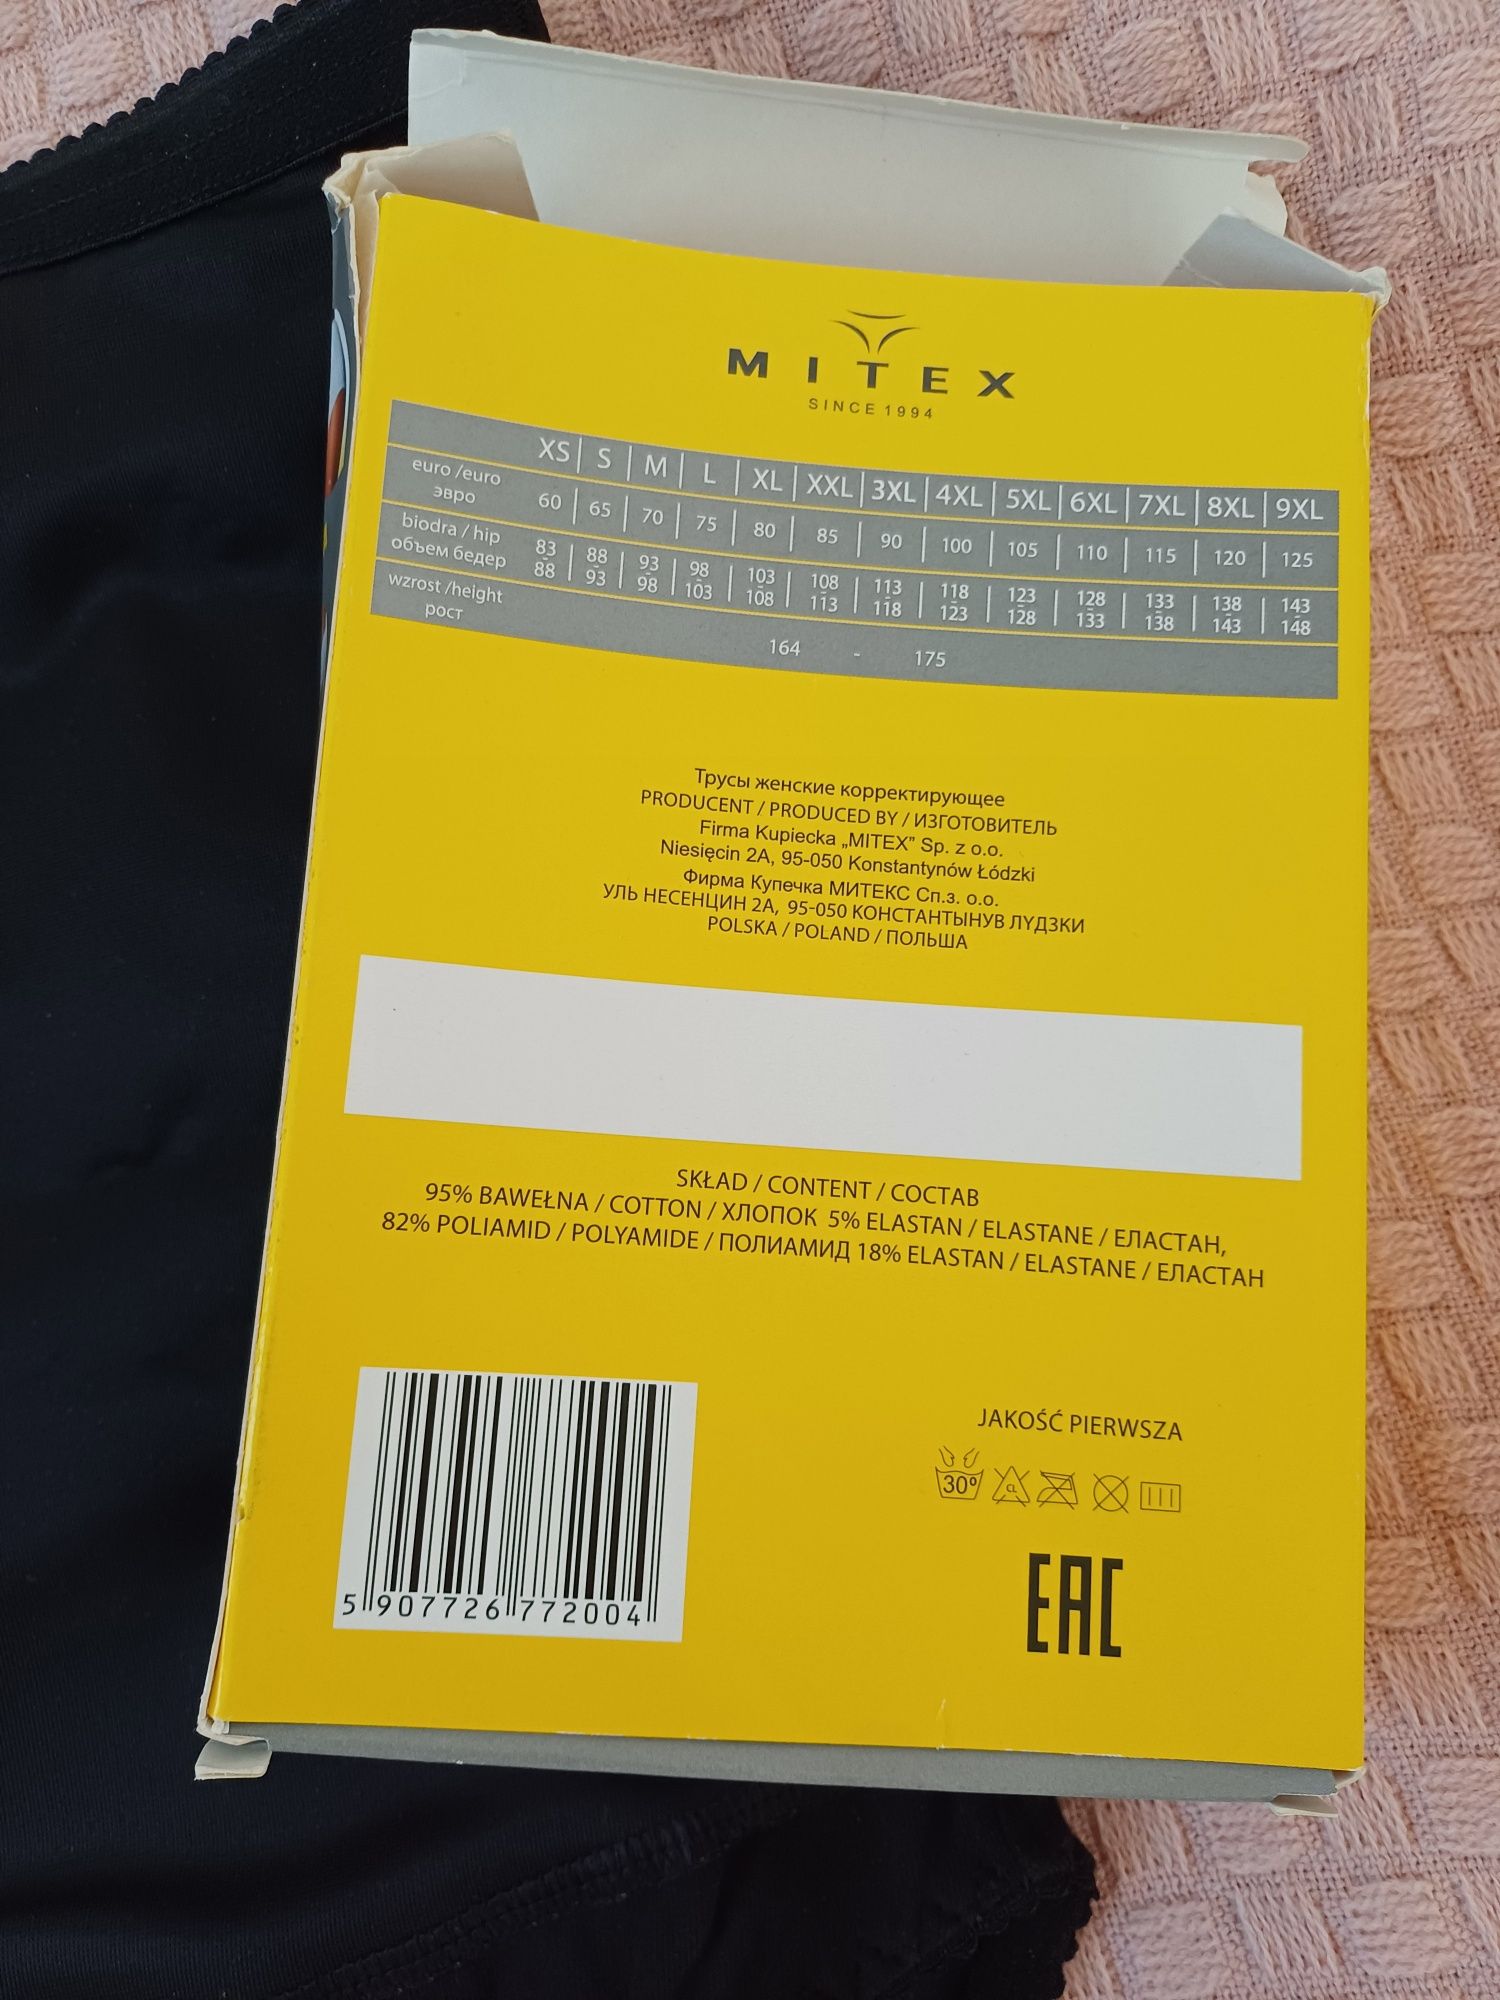 MITEX
SINCE 1994
XS S M L XL XXL 3XL 4XL 5XL 6XL 7XL 8XL 9XL
euro /euro
эвро
60 65 70 75 80 85 90 100 105 110 115 120 125
biodra / hip
объем бедер
83-88 88-93 93-98 98-103 103-108 108-113 113-118 118-123 123-128 128-133 133-138 138-143 143-148
wzrost /height
рост
164 - 175
Трусы женские корректирующее
PRODUCENT / PRODUCED BY / ИЗГОТОВИТЕЛЬ
Firma Kupiecka „MITEX” Sp. z o.o.
Niesięcin 2A, 95-050 Konstantynów Łódzki
Фирма Купечка МИТЕКС Сп.з. о.о.
УЛЬ НЕСЕНЦИН 2А, 95-050 КОНСТАНТЫНУВ ЛУДЗКИ
POLSKA / POLAND / ПОЛЬША
SKŁAD / CONTENT / СОСТАВ
95% BAWEŁNA / COTTON / ХЛОПОК 5% ELASTAN / ELASTANE / ЕЛАСТАН,
82% POLIAMID / POLYAMIDE / ПОЛИАМИД 18% ELASTAN / ELASTANE / ЕЛАСТАН
JAKOŚĆ PIERWSZA
30°
a
EAC
5 907726 772004